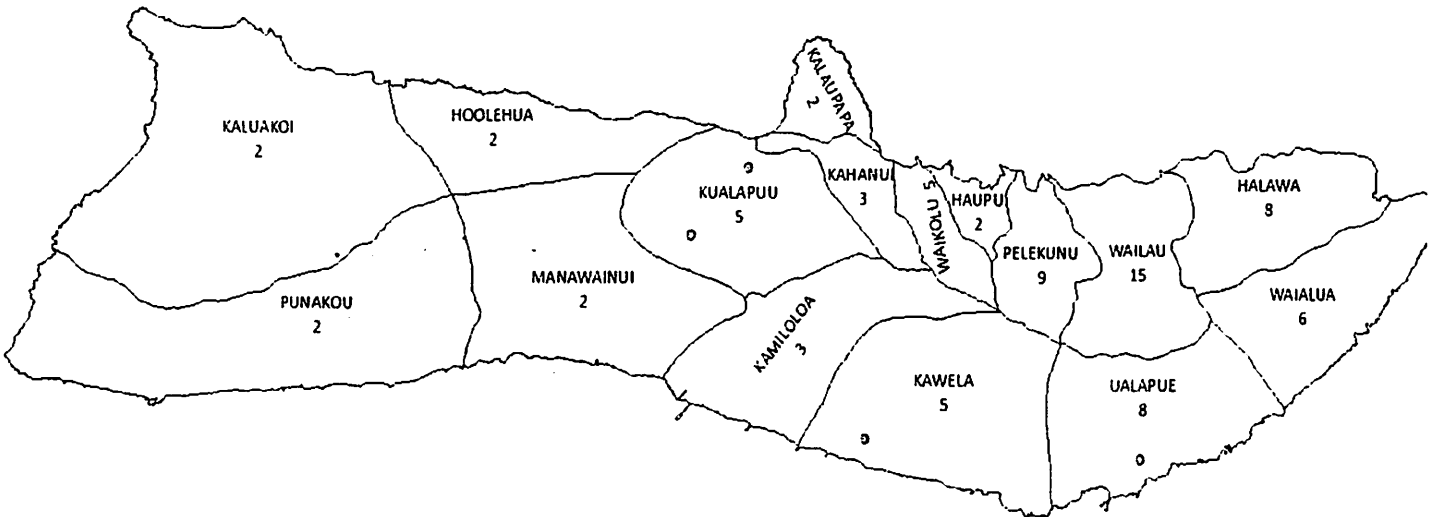 KALUAKOI
2
HOOLEHUA
2
KALAUPAPA
2
KUALAPUU
5
KAHANUI
3
WAIKOLU 5
HAUPU
2
PELEKUNU
9
WAILAU
15
HALAWA
8
WAIALUA
6
PUNAKOU
2
MANAWAINUI
2
KAMILOLOA
3
KAWELA
5
UALAPUE
8